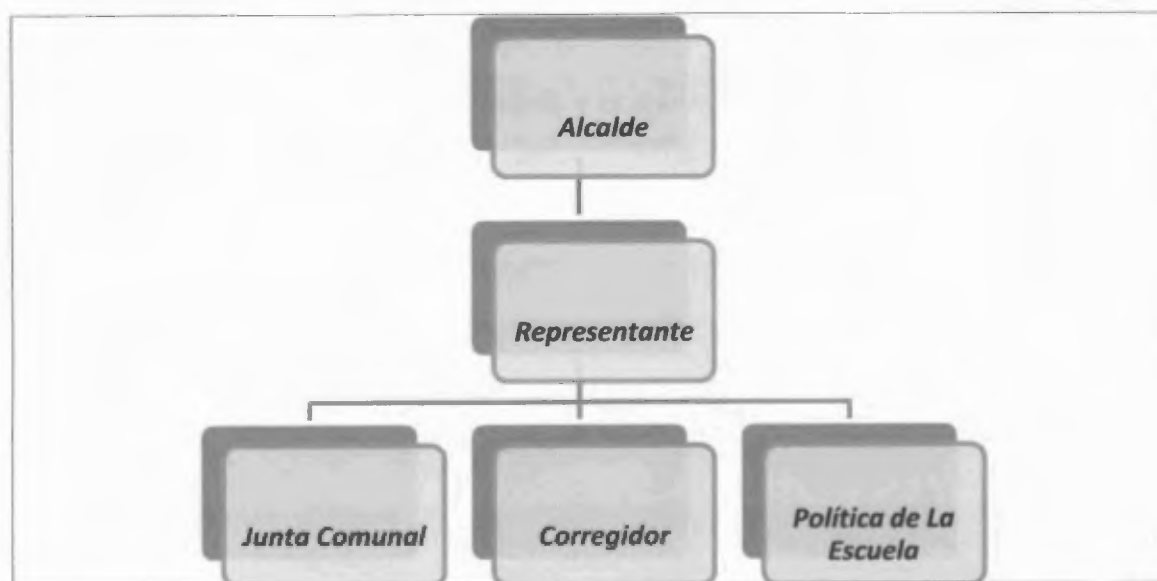 Alcalde
Representante
Junta Comunal
Corregidor
Política de La
Escuela